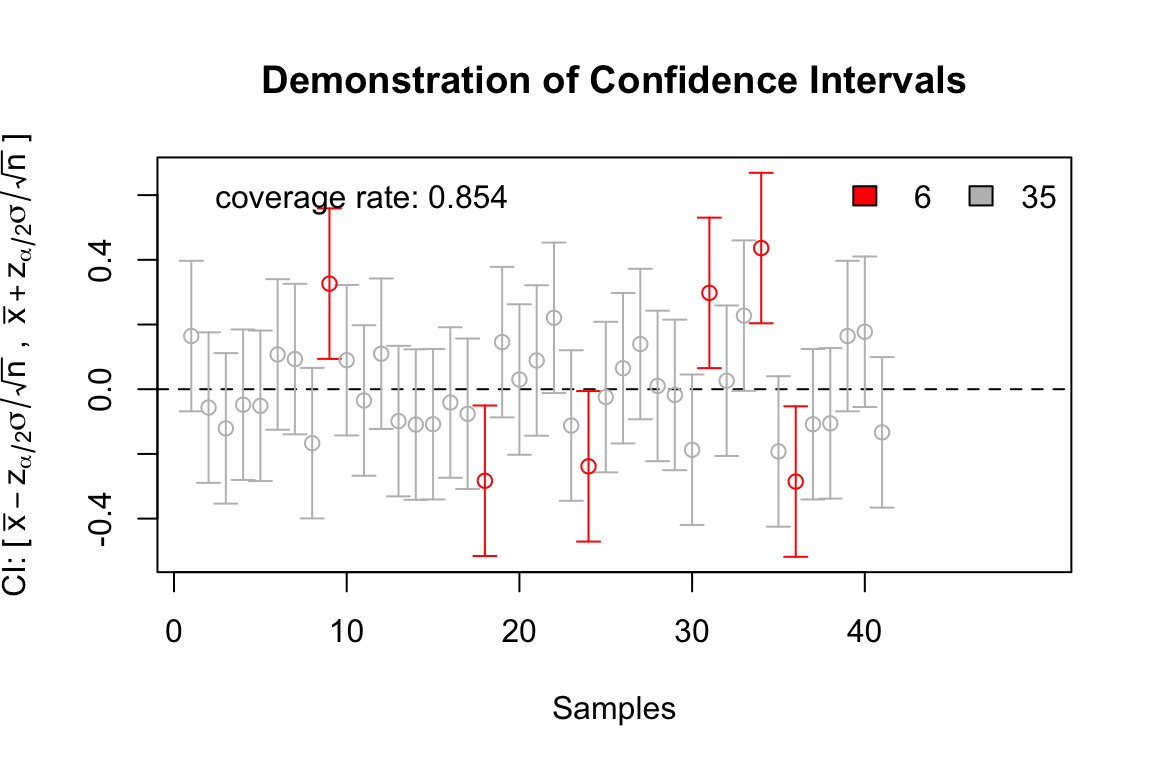 Demonstration of Confidence Intervals
coverage rate: 0.854
6
35
CI: [ x̅ − zα/2σ/√n , x̅ + zα/2σ/√n ]
0.4
0.0
-0.4
0 10 20 30 40
Samples